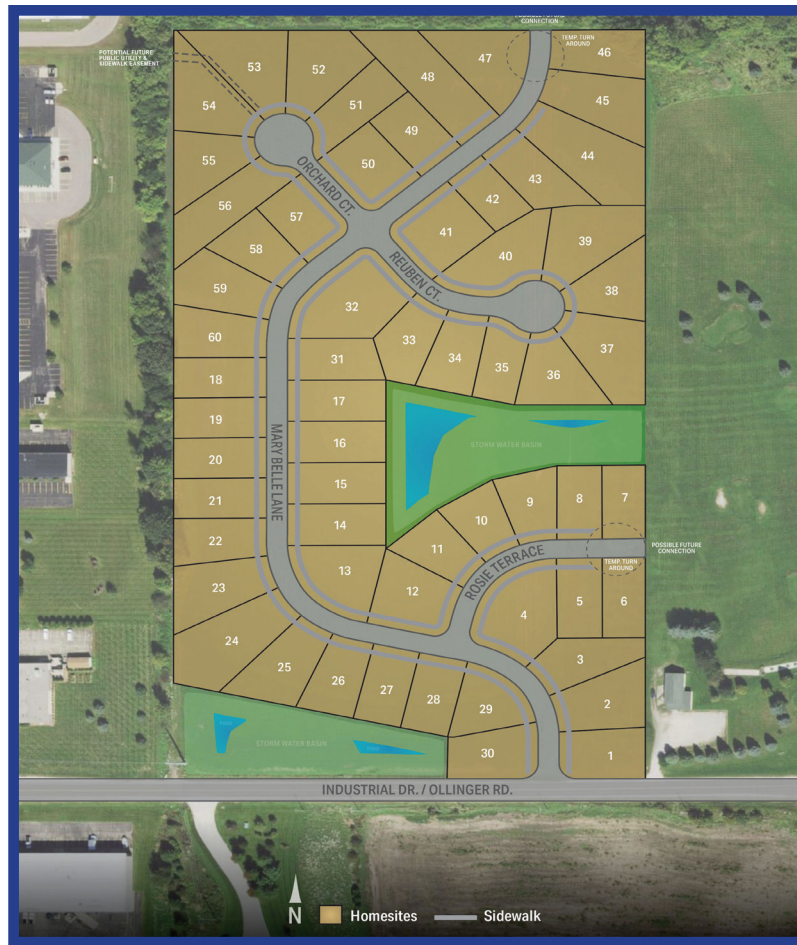 POSSIBLE FUTURE
CONNECTION
TEMP. TURN
AROUND
POTENTIAL FUTURE
PUBLIC UTILITY &
SIDEWALK EASEMENT
53
52
47
46
48
54
51
45
49
44
50
55
43
42
ORCHARD CT.
56
57
41
40
39
58
REUBEN CT.
59
38
32
60
33
34
35
36
37
31
18
17
19
16
STORM WATER BASIN
20
15
21
MARY BELLE LANE
14
22
13
7
8
9
10
11
12
ROSIE TERRACE
POSSIBLE FUTURE
CONNECTION
TEMP. TURN
AROUND
23
4
5
6
24
25
26
27
28
29
3
2
30
1
STORM WATER BASIN
INDUSTRIAL DR. / OLLINGER RD.
N
Homesites
Sidewalk